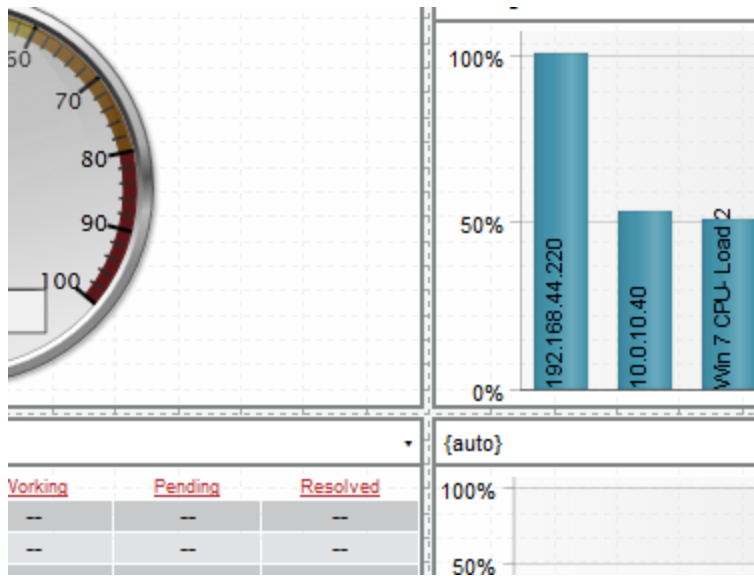 60
70
80
90
100
100%
50%
0%
192.168.44.220
10.0.10.40
Win 7 CPU- Load 2
{auto}
Working Pending Resolved
-- -- --
-- -- --
100%
50%